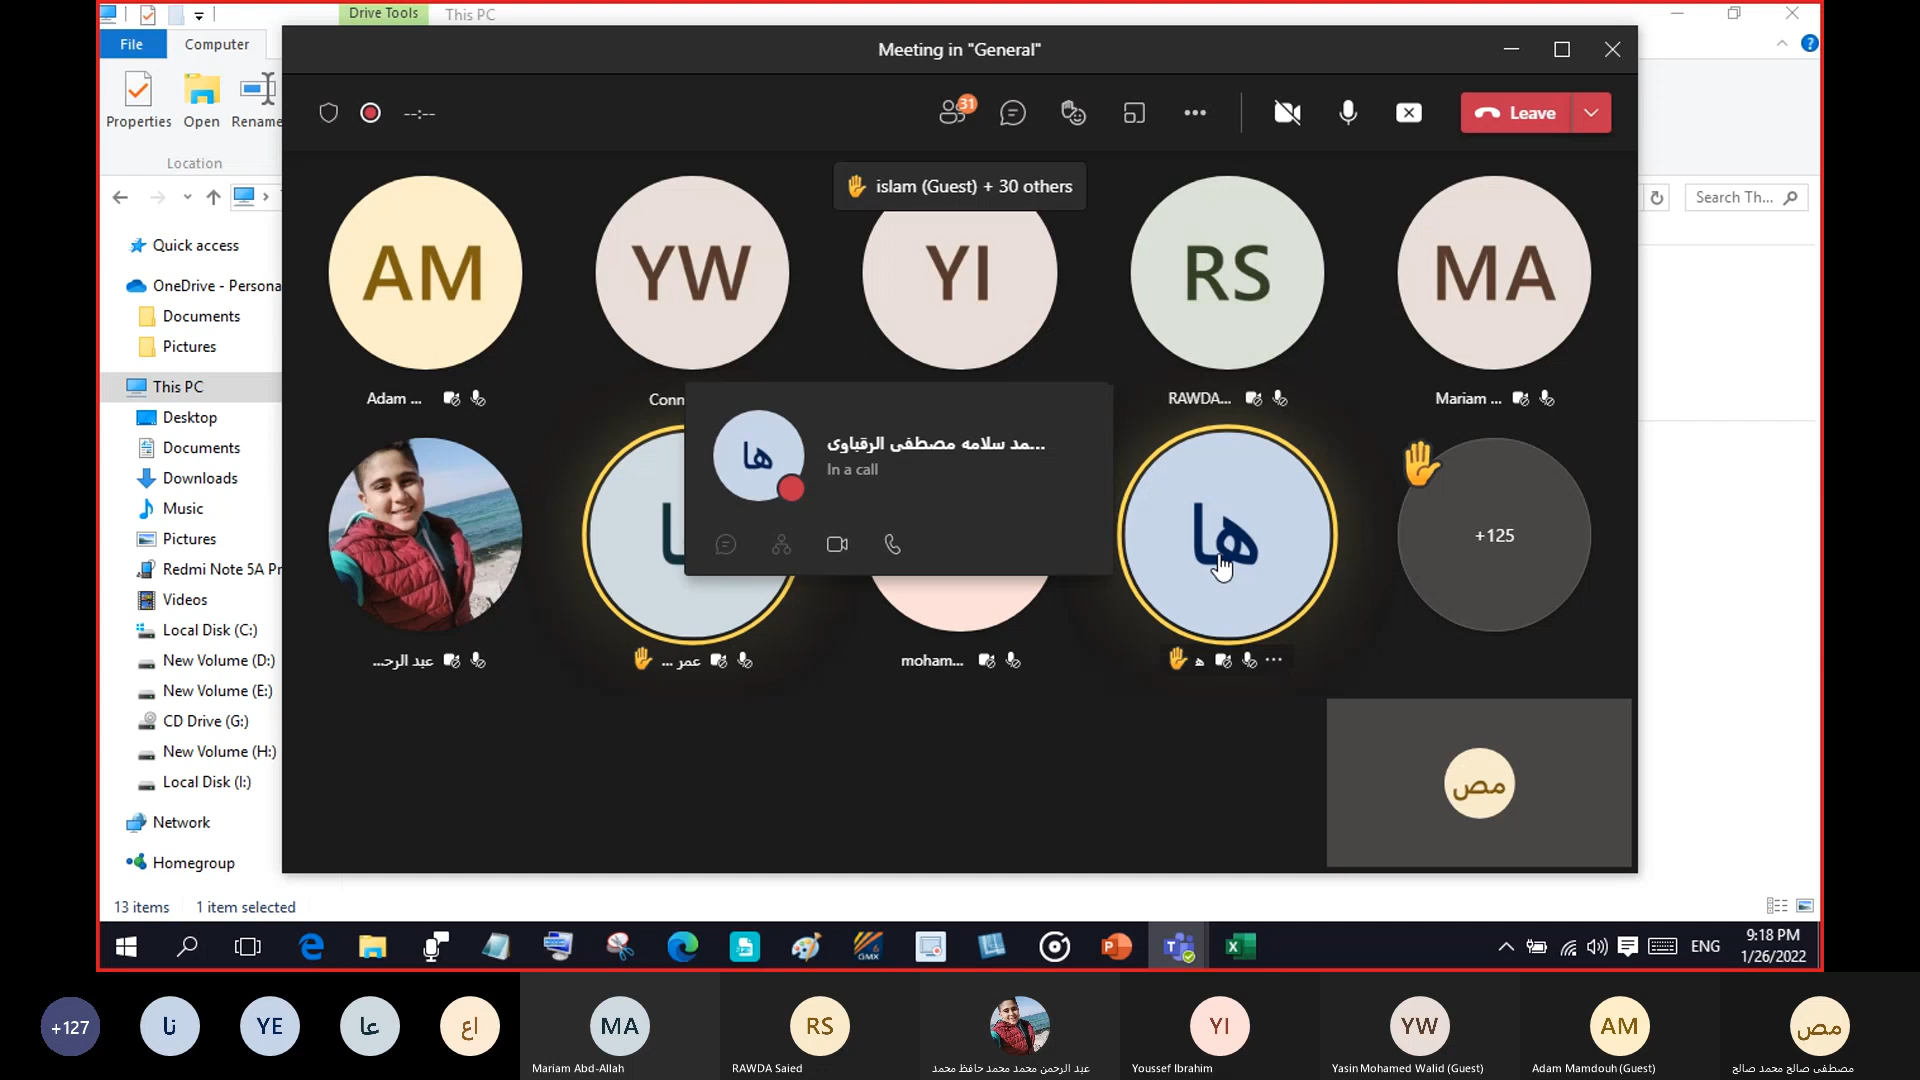 Drive Tools
This PC
File
Computer
Properties
Open
Rename
Location
Search Th...
Quick access
OneDrive - Persona
Documents
Pictures
This PC
Desktop
Documents
Downloads
Music
Pictures
Redmi Note 5A Pr
Videos
Local Disk (C:)
New Volume (D:)
New Volume (E:)
CD Drive (G:)
New Volume (H:)
Local Disk (I:)
Network
Homegroup
13 items
1 item selected
Meeting in "General"
--:--
31
Leave
islam (Guest) + 30 others
AM
YW
YI
RS
MA
Adam ...
Conn
RAWDA...
Mariam ...
ها
...مد سلامه مصطفى الرقباوى
In a call
ها
+125
عبد الرح...
عمر ...
moham...
ه
مص
GMX
ENG
9:18 PM
1/26/2022
+127
نا
YE
عا
اع
MA
RS
YI
YW
AM
مص
Mariam Abd-Allah
RAWDA Saied
عبد الرحمن محمد محمد حافظ محمد
Youssef Ibrahim
Yasin Mohamed Walid (Guest)
Adam Mamdouh (Guest)
مصطفى صالح محمد صالح